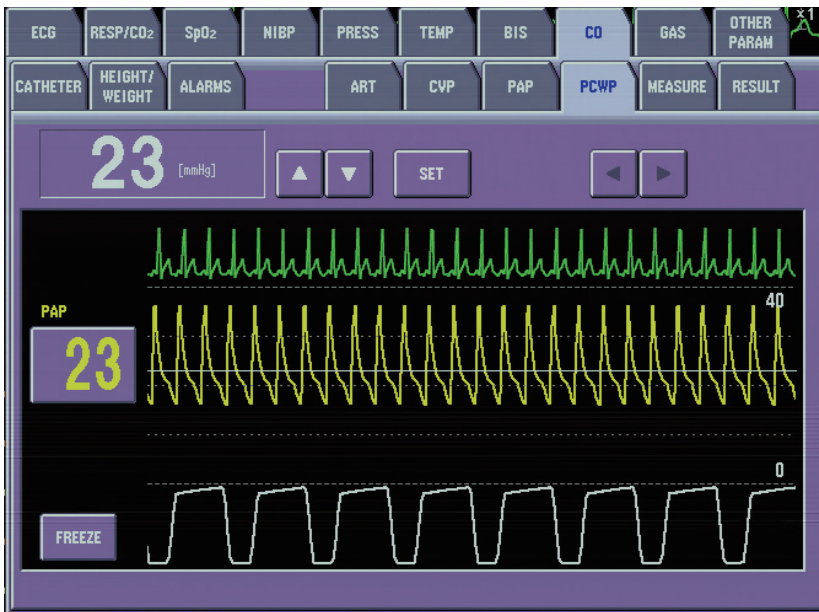 ECG RESP/CO2 SpO2 NIBP PRESS TEMP BIS CO GAS OTHER PARAM x1
CATHETER HEIGHT/ WEIGHT ALARMS ART CVP PAP PCWP MEASURE RESULT
23 [mmHg] SET
40
PAP
23
0
FREEZE